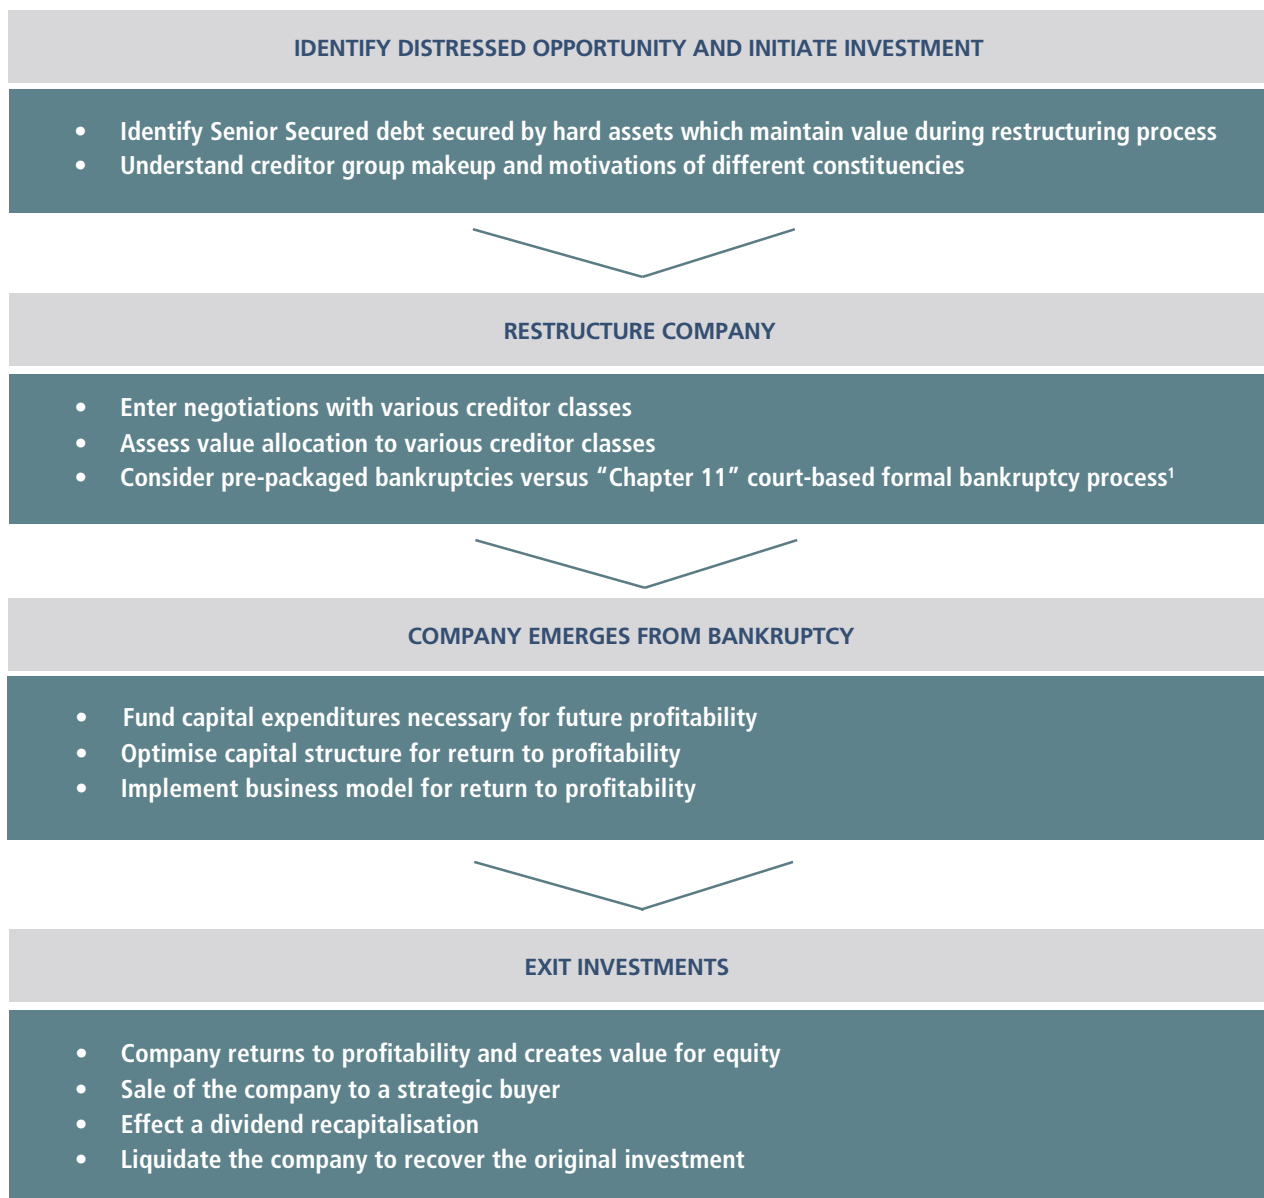 IDENTIFY DISTRESSED OPPORTUNITY AND INITIATE INVESTMENT
• Identify Senior Secured debt secured by hard assets which maintain value during restructuring process
• Understand creditor group makeup and motivations of different constituencies
RESTRUCTURE COMPANY
• Enter negotiations with various creditor classes
• Assess value allocation to various creditor classes
• Consider pre-packaged bankruptcies versus “Chapter 11” court-based formal bankruptcy process¹
COMPANY EMERGES FROM BANKRUPTCY
• Fund capital expenditures necessary for future profitability
• Optimise capital structure for return to profitability
• Implement business model for return to profitability
EXIT INVESTMENTS
• Company returns to profitability and creates value for equity
• Sale of the company to a strategic buyer
• Effect a dividend recapitalisation
• Liquidate the company to recover the original investment